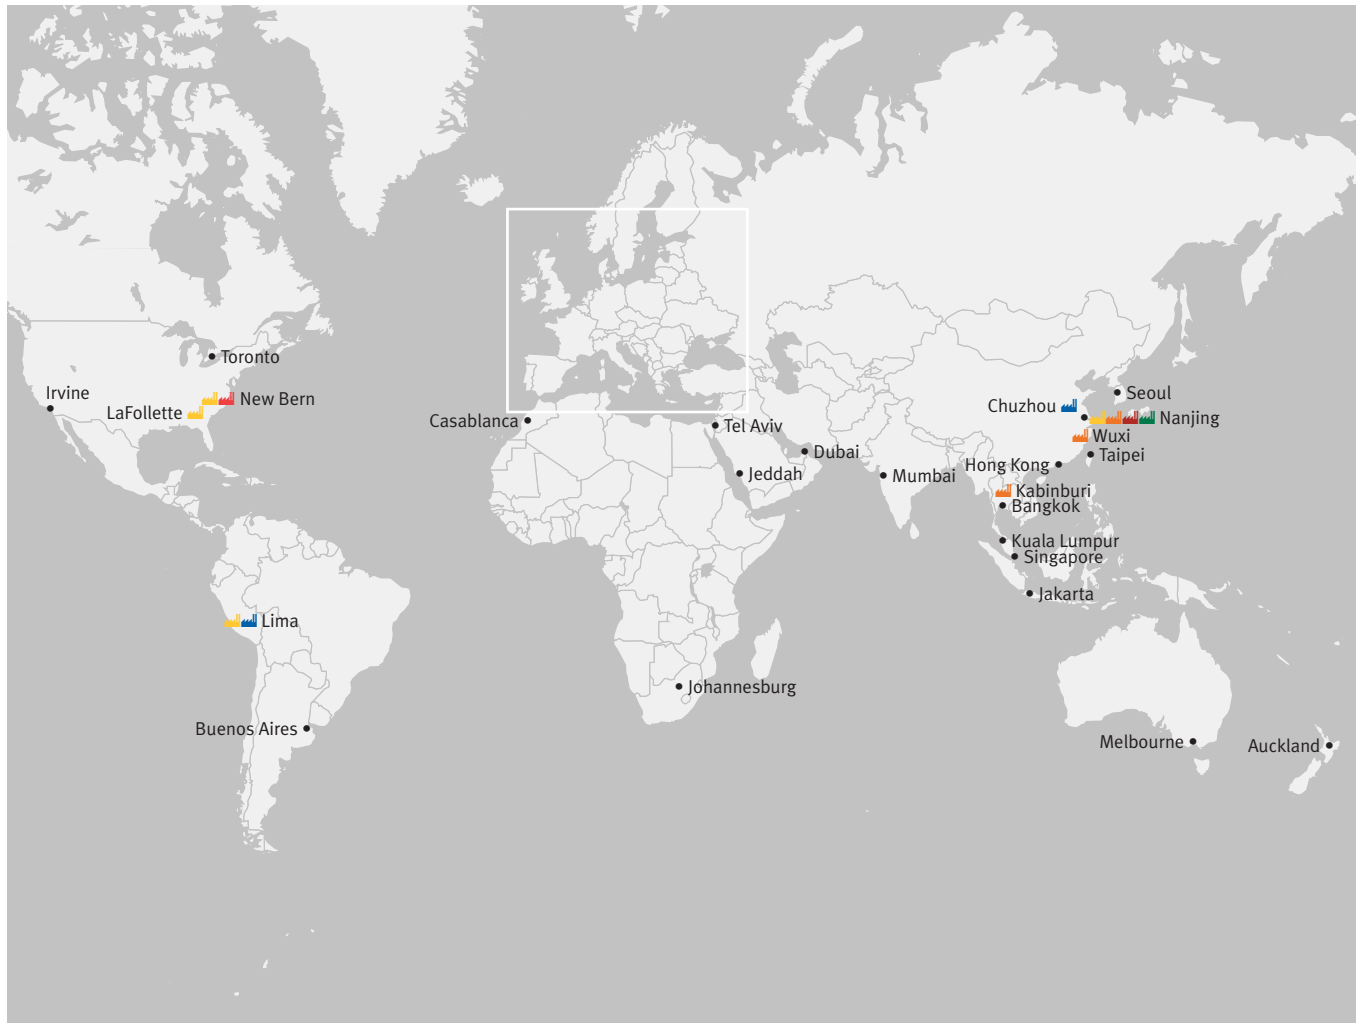 Toronto
Irvine
New Bern
LaFollette
Casablanca
Tel Aviv
Dubai
Jeddah
Mumbai
Seoul
Chuzhou
Nanjing
Wuxi
Taipei
Hong Kong
Kabinburi
Bangkok
Kuala Lumpur
Singapore
Jakarta
Lima
Johannesburg
Buenos Aires
Melbourne
Auckland